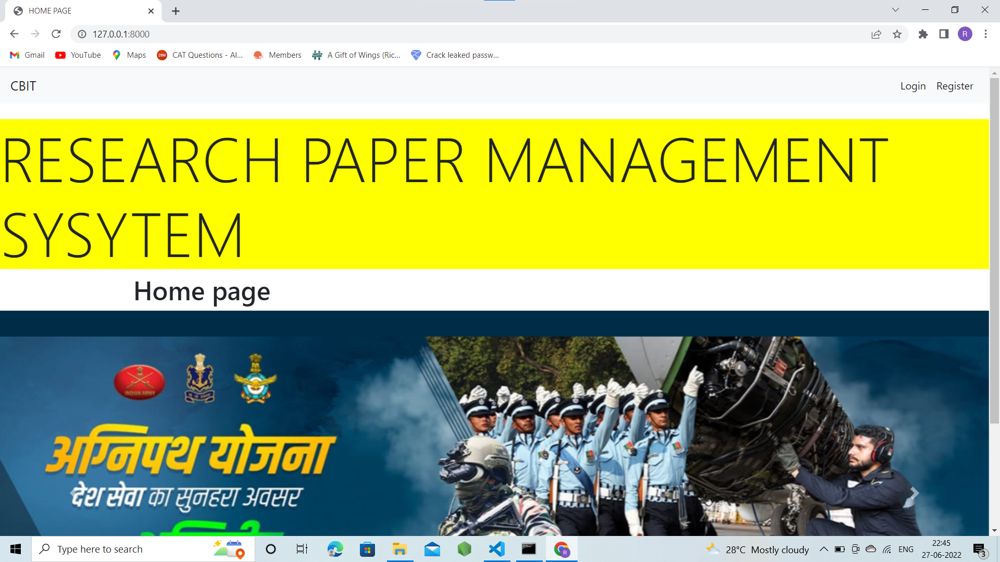 HOME PAGE
127.0.0.1:8000
R
Gmail YouTube Maps CAT Questions - Al... Members A Gift of Wings (Ric... Crack leaked passw...
CBIT Login Register
RESEARCH PAPER MANAGEMENT
SYSYTEM
Home page
INDIAN ARMY
अग्निपथ योजना
देश सेवा का सुनहरा अवसर
Type here to search
28°C Mostly cloudy ENG
22:45
27-06-2022
3